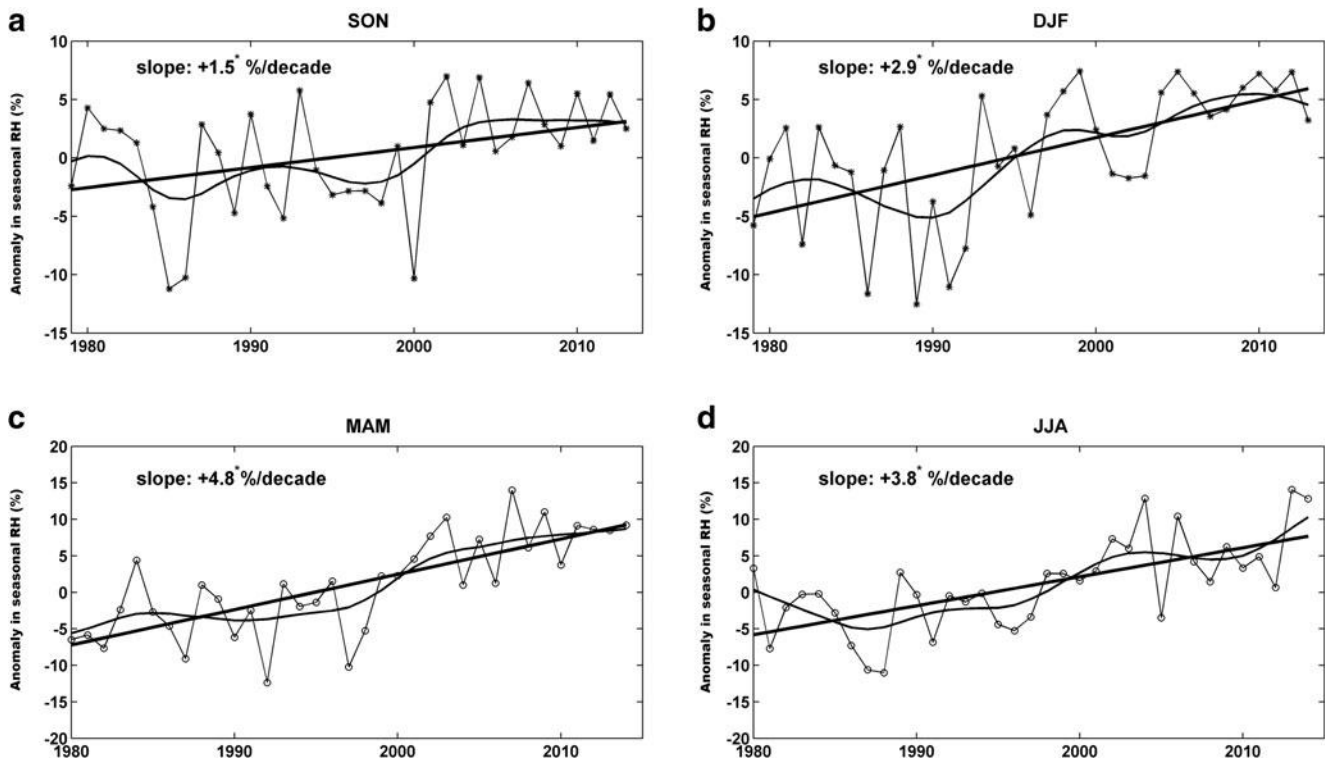 a
SON
Anomaly in seasonal RH (%)
slope: +1.5* %/decade
10
5
0
-5
-10
-15
1980
1990
2000
2010
b
DJF
Anomaly in seasonal RH (%)
slope: +2.9* %/decade
10
5
0
-5
-10
-15
1980
1990
2000
2010
c
MAM
Anomaly in seasonal RH (%)
slope: +4.8* %/decade
20
15
10
5
0
-5
-10
-15
-20
1980
1990
2000
2010
d
JJA
Anomaly in seasonal RH (%)
slope: +3.8* %/decade
20
15
10
5
0
-5
-10
-15
-20
1980
1990
2000
2010